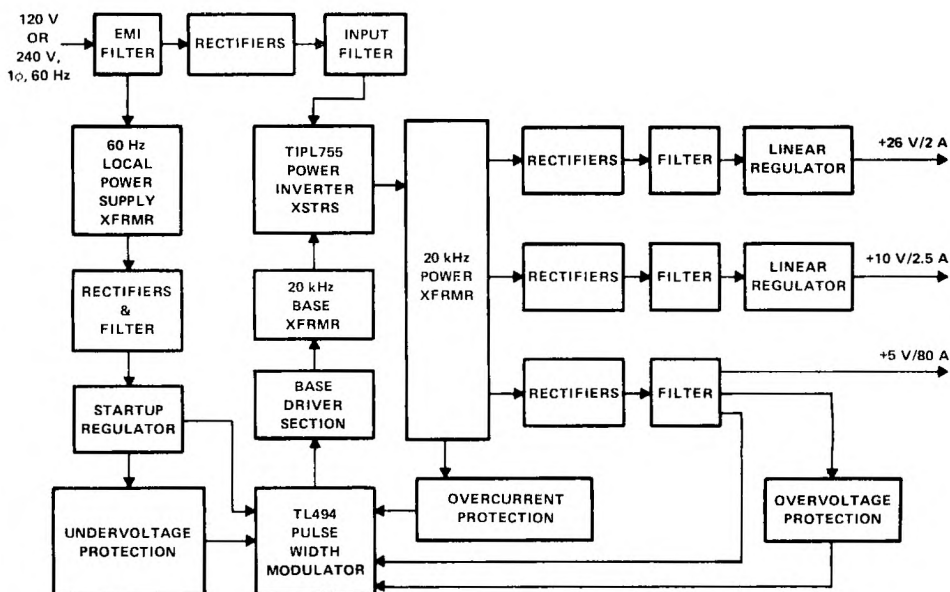 120 V
OR
240 V,
1ϕ, 60 Hz
EMI
FILTER
RECTIFIERS
INPUT
FILTER
60 Hz
LOCAL
POWER
SUPPLY
XFRMR
TIPL755
POWER
INVERTER
XSTRS
20 kHz
POWER
XFRMR
RECTIFIERS
FILTER
LINEAR
REGULATOR
+26 V/2 A
RECTIFIERS
&
FILTER
20 kHz
BASE
XFRMR
RECTIFIERS
FILTER
LINEAR
REGULATOR
+10 V/2.5 A
STARTUP
REGULATOR
BASE
DRIVER
SECTION
RECTIFIERS
FILTER
+5 V/80 A
UNDERVOLTAGE
PROTECTION
TL494
PULSE
WIDTH
MODULATOR
OVERCURRENT
PROTECTION
OVERVOLTAGE
PROTECTION